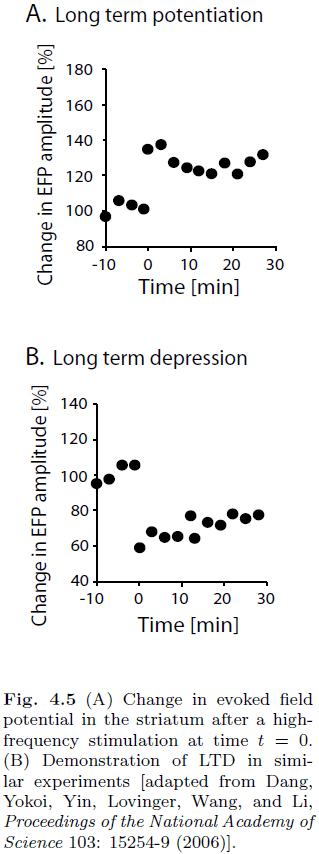 A. Long term potentiation
Change in EFP amplitude [%]
180
160
140
120
100
80
-10 0 10 20 30
Time [min]
B. Long term depression
Change in EFP amplitude [%]
140
120
100
80
60
40
-10 0 10 20 30
Time [min]
Fig. 4.5 (A) Change in evoked field
potential in the striatum after a high-
frequency stimulation at time t = 0.
(B) Demonstration of LTD in simi-
lar experiments [adapted from Dang,
Yokoi, Yin, Lovinger, Wang, and Li,
Proceedings of the National Academy of
Science 103: 15254-9 (2006)].